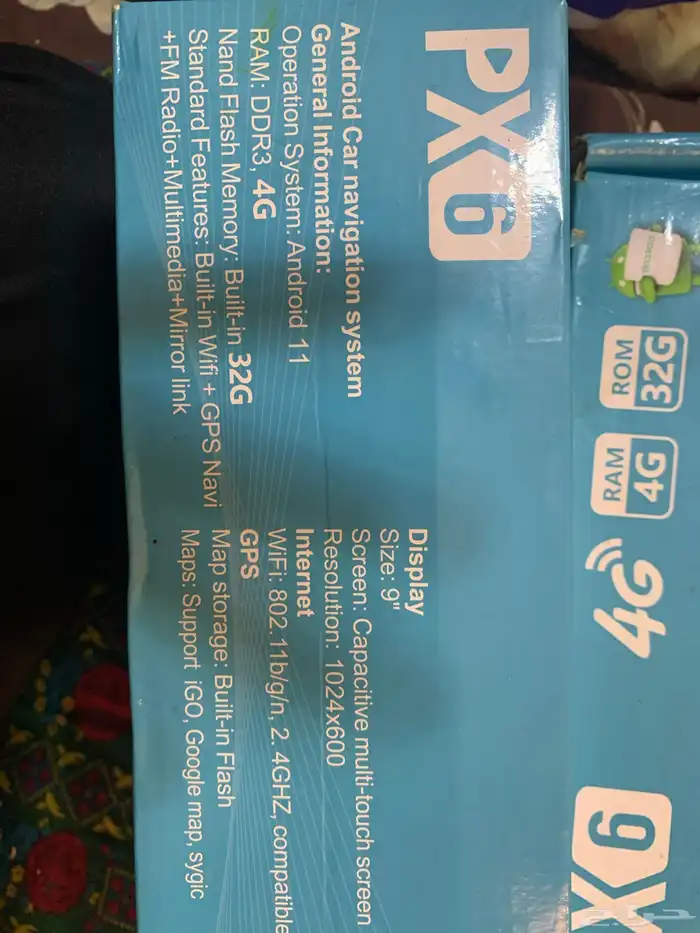 PX6
Android Car navigation system
General Information:
Operation System: Android 11
RAM: DDR3, 4G
Nand Flash Memory: Built-in 32G
Standard Features: Built-in Wifi + GPS Navi
+FM Radio+Multimedia+Mirror link
Display
Size: 9"
Screen: Capacitive multi-touch screen
Resolution: 1024x600
Internet
WiFi: 802.11b/g/n, 2.4GHZ, compatible
GPS
Map storage: Built-in Flash
Maps: Support iGO, Google map, sygic
ROM
32G
RAM
4G
4G
X6
حراج